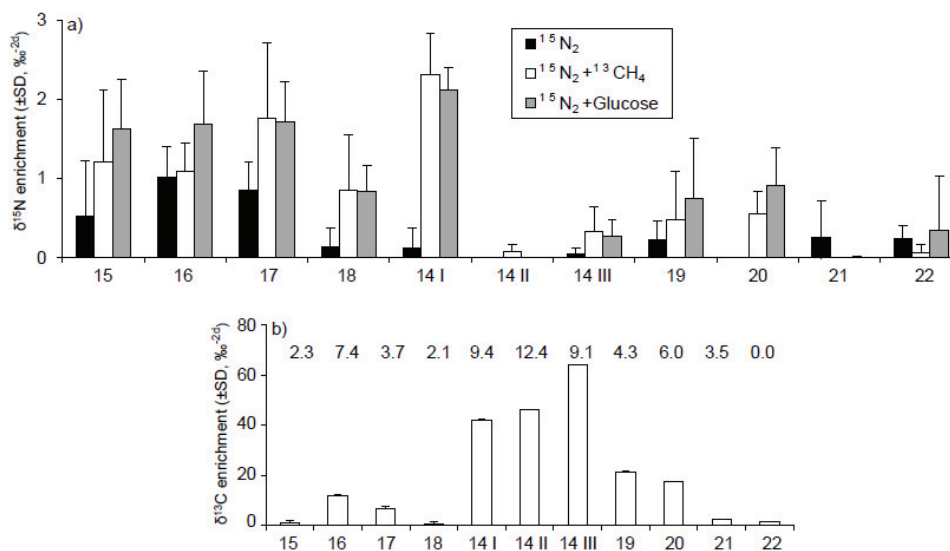 3
a)
¹⁵N₂
¹⁵N₂+¹³CH₄
¹⁵N₂+Glucose
2
1
0
δ¹⁵N enrichment (±SD, ‰⁻²ᵈ)
15 16 17 18 14 I 14 II 14 III 19 20 21 22
80
b)
2.3 7.4 3.7 2.1 9.4 12.4 9.1 4.3 6.0 3.5 0.0
60
40
20
0
δ¹³C enrichment (±SD, ‰⁻²ᵈ)
15 16 17 18 14 I 14 II 14 III 19 20 21 22